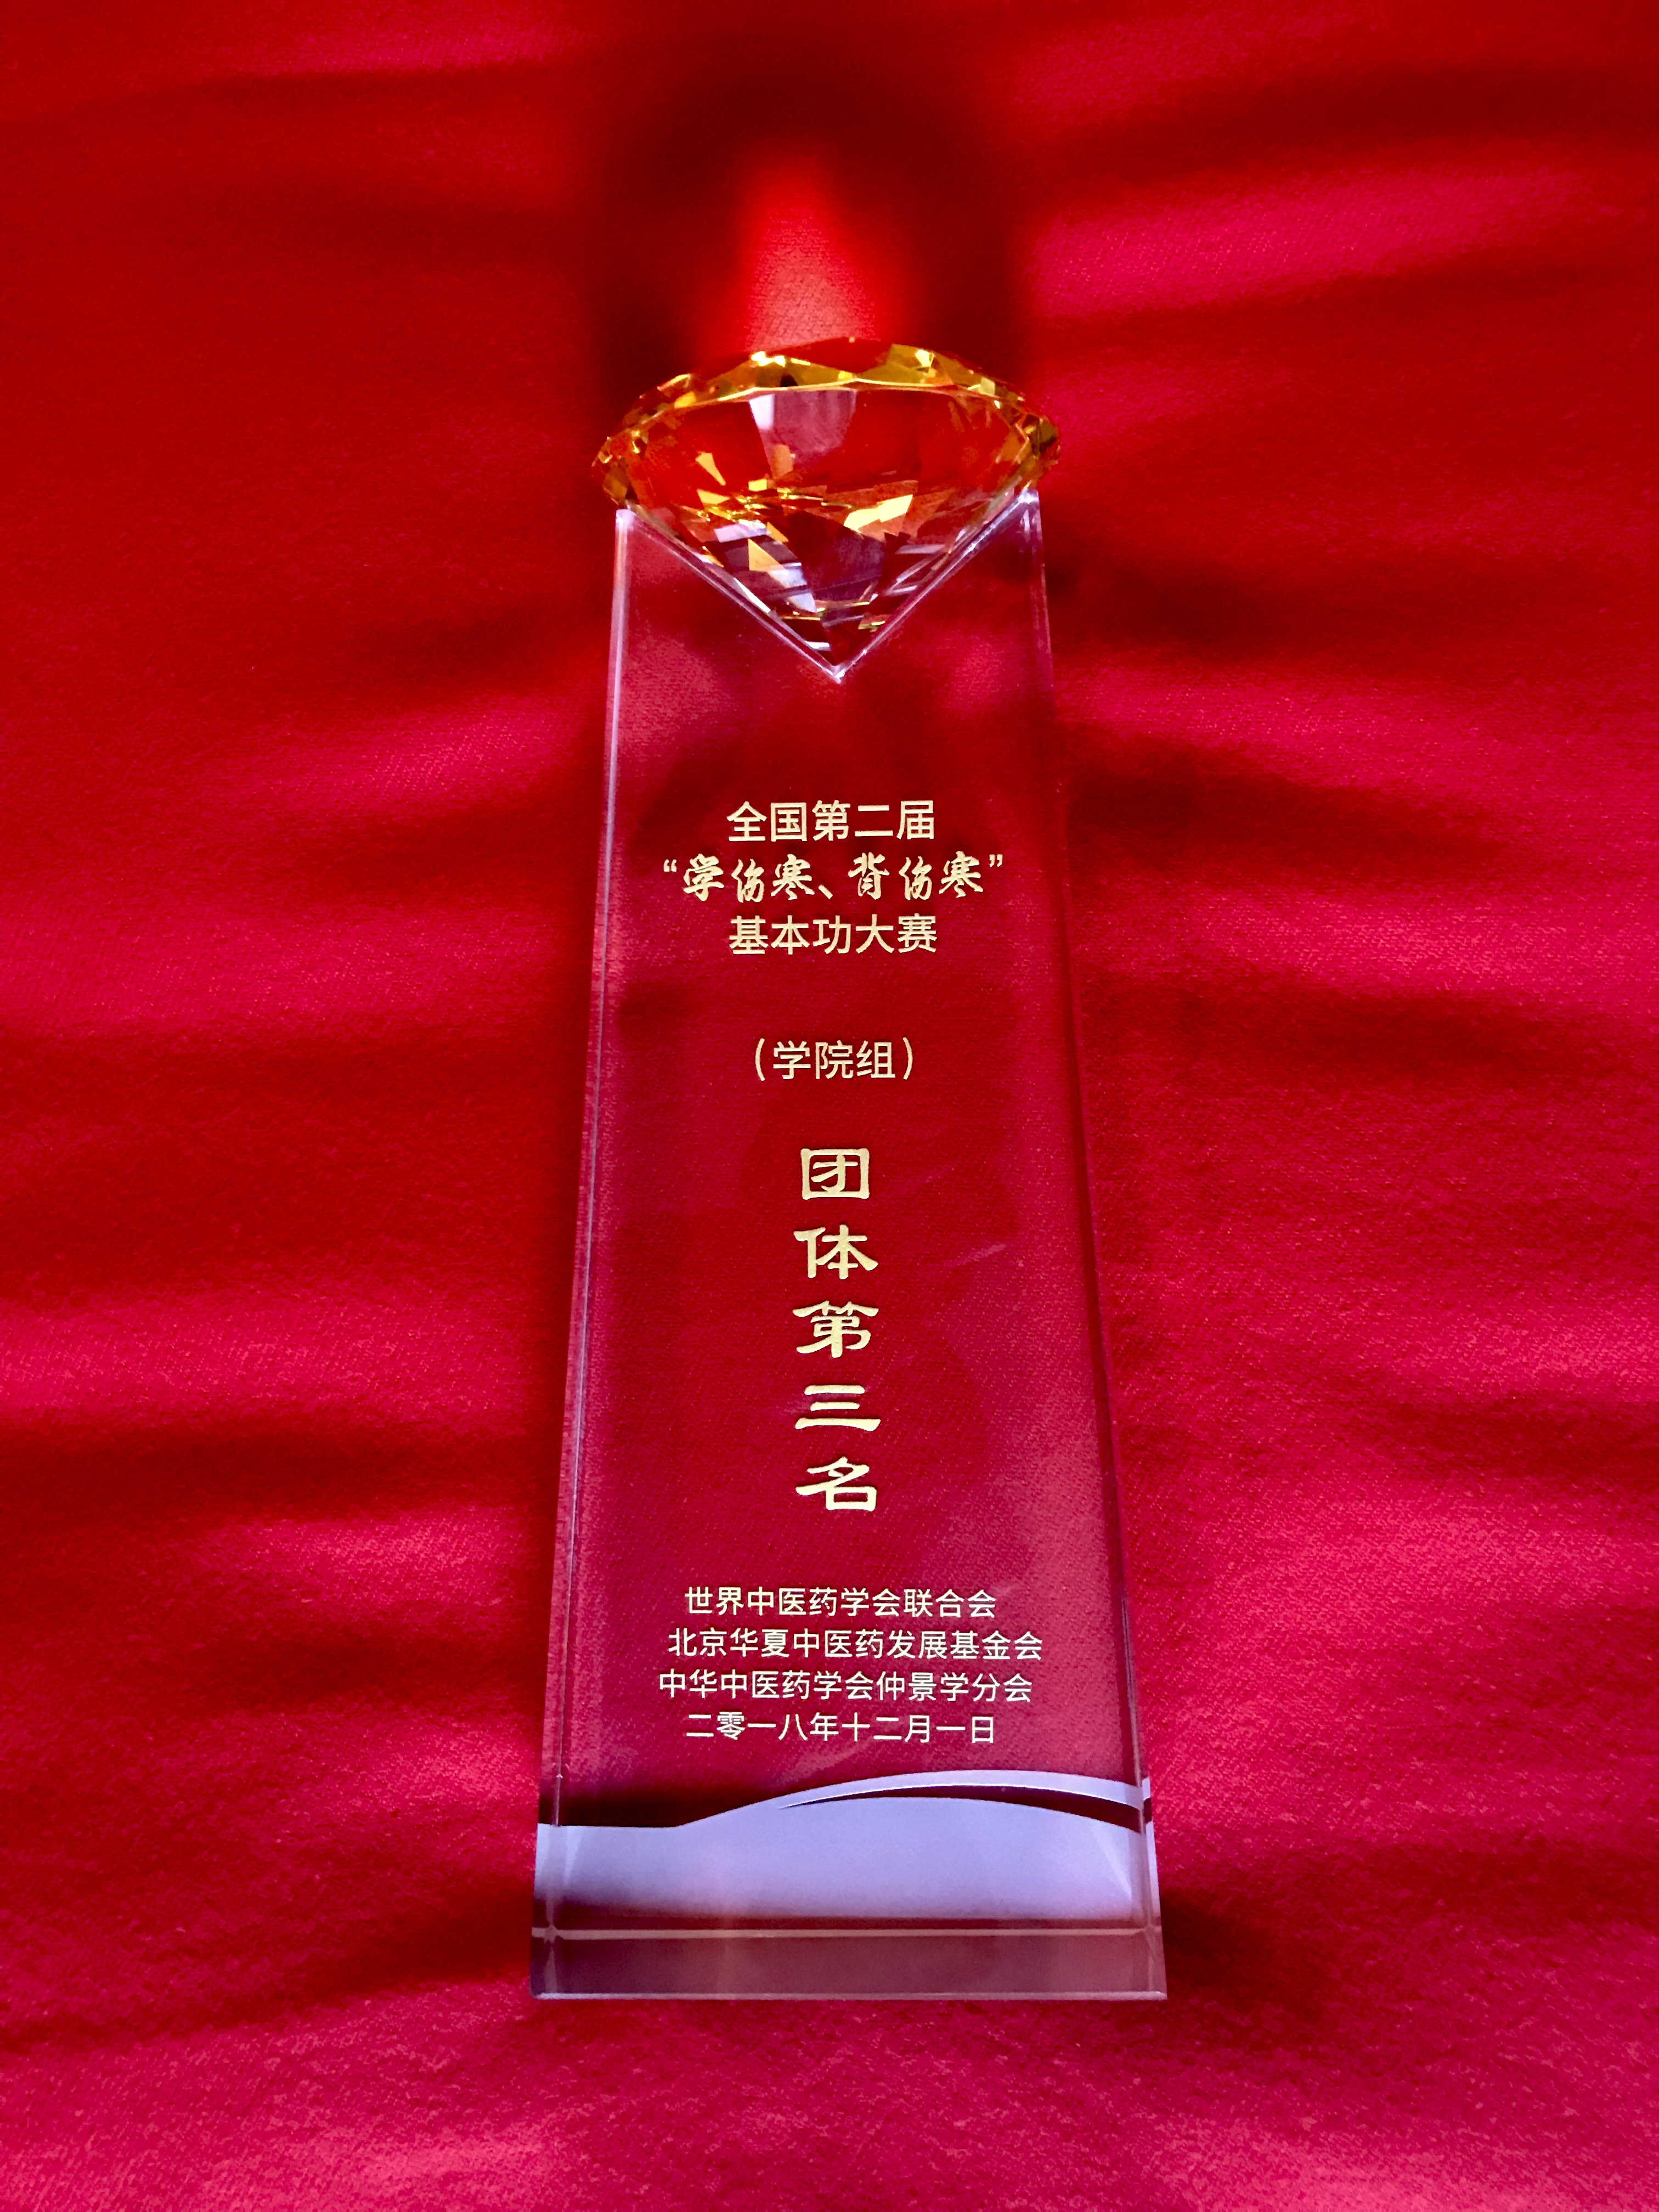 全国第二届
“学伤寒、背伤寒”
基本功大赛
(学院组)
团体第三名
世界中医药学会联合会
北京华夏中医药发展基金会
中华中医药学会仲景学分会
二零一八年十二月一日